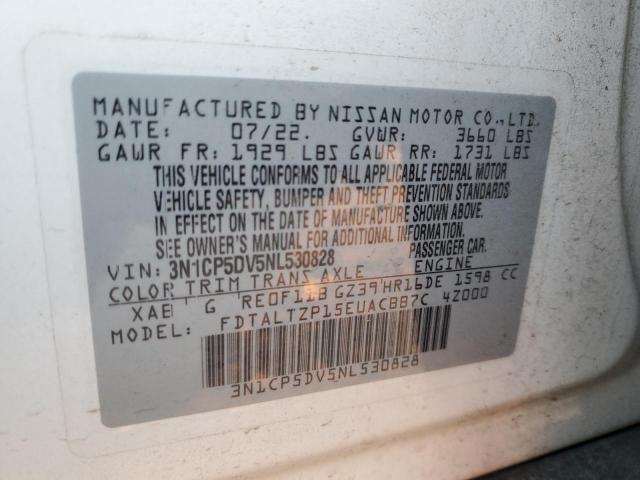 MANUFACTURED BY NISSAN MOTOR CO.,LTD.
DATE: 07/22. GVWR: 3660 LBS
GAWR FR: 1929 LBS GAWR RR: 1731 LBS
THIS VEHICLE CONFORMS TO ALL APPLICABLE FEDERAL MOTOR
VEHICLE SAFETY, BUMPER AND THEFT PREVENTION STANDARDS
IN EFFECT ON THE DATE OF MANUFACTURE SHOWN ABOVE.
SEE OWNER'S MANUAL FOR ADDITIONAL INFORMATION.
VIN: 3N1CP5DV5NL530828 PASSENGER CAR.
COLOR TRIM TRANS AXLE ENGINE
XAB G RE0F11B GZ39 HR16DE 1598 CC
MODEL: FDTALTZP15EUACBB7C 4Z000
3N1CP5DV5NL530828